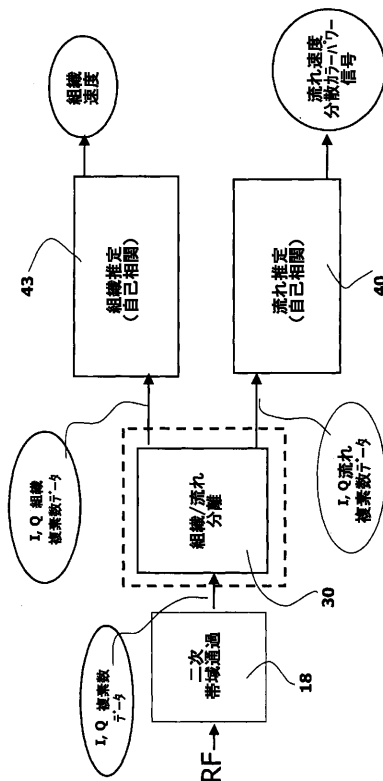 RF
二次
帯域通過
18
I, Q 複素数
データ
組織/流れ
分離
30
I, Q 組織
複素数データ
I, Q流れ
複素数データ
組織推定
(自己相関)
43
流れ推定
(自己相関)
40
組織
速度
流れ速度
分散カラーパワー
信号